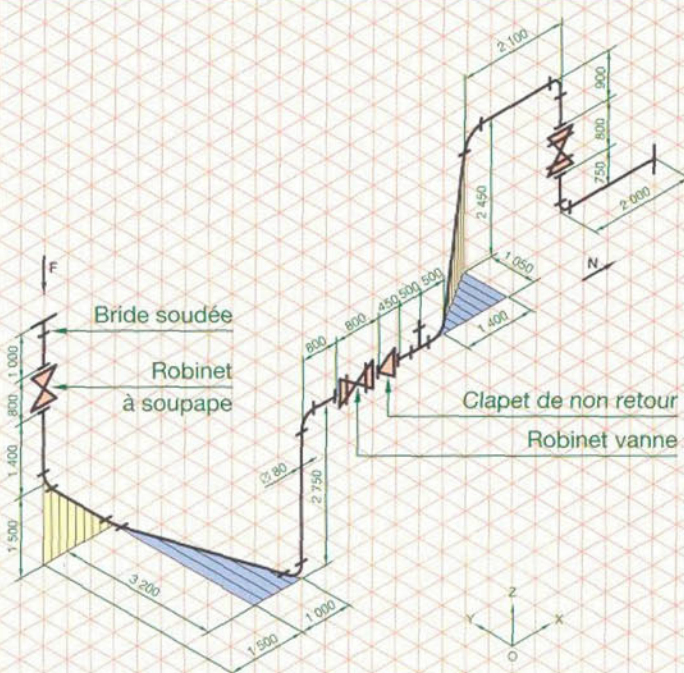 2 100
900
800
750
2 450
2 000
F
1 050
N
500
500
450
800
600
1 400
Bride soudée
1 000
Robinet
à soupape
800
Clapet de non retour
Robinet vanne
1 400
Ø 80
2 750
1 500
3 200
1 500
1 000
Z
Y
X
O